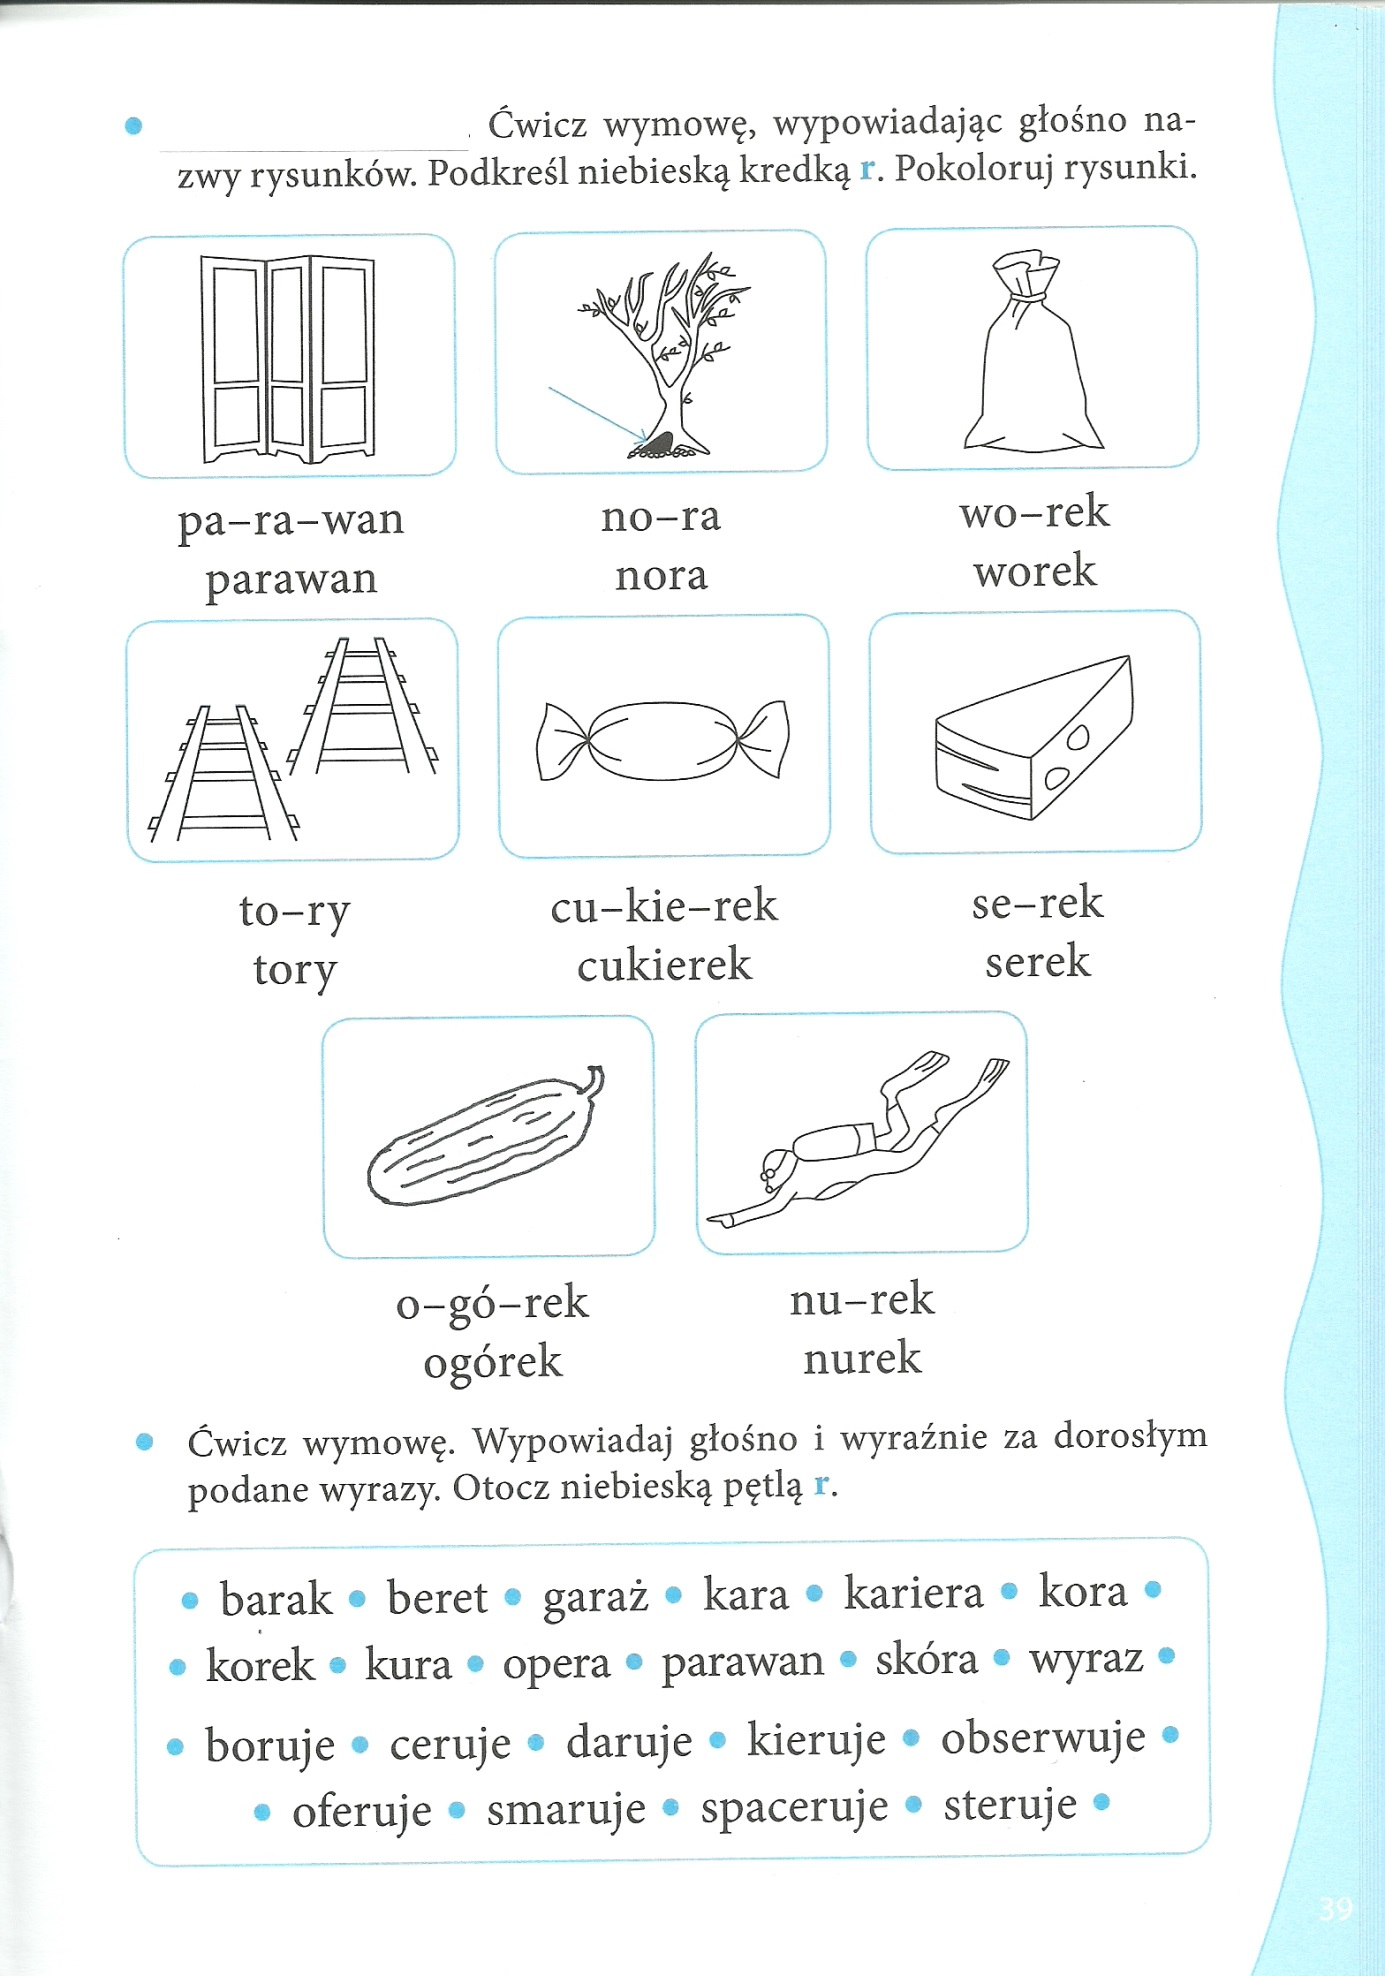 • ____________________. Ćwicz wymowę, wypowiadając głośno na-
zwy rysunków. Podkreśl niebieską kredką r. Pokoloruj rysunki.
pa–ra–wan no–ra wo–rek
parawan nora worek
to–ry cu–kie–rek se–rek
tory cukierek serek
o–gó–rek nu–rek
ogórek nurek
• Ćwicz wymowę. Wypowiadaj głośno i wyraźnie za dorosłym
podane wyrazy. Otocz niebieską pętlą r.
• barak • beret • garaż • kara • kariera • kora •
• korek • kura • opera • parawan • skóra • wyraz •
• boruje • ceruje • daruje • kieruje • obserwuje •
• oferuje • smaruje • spaceruje • steruje •
39